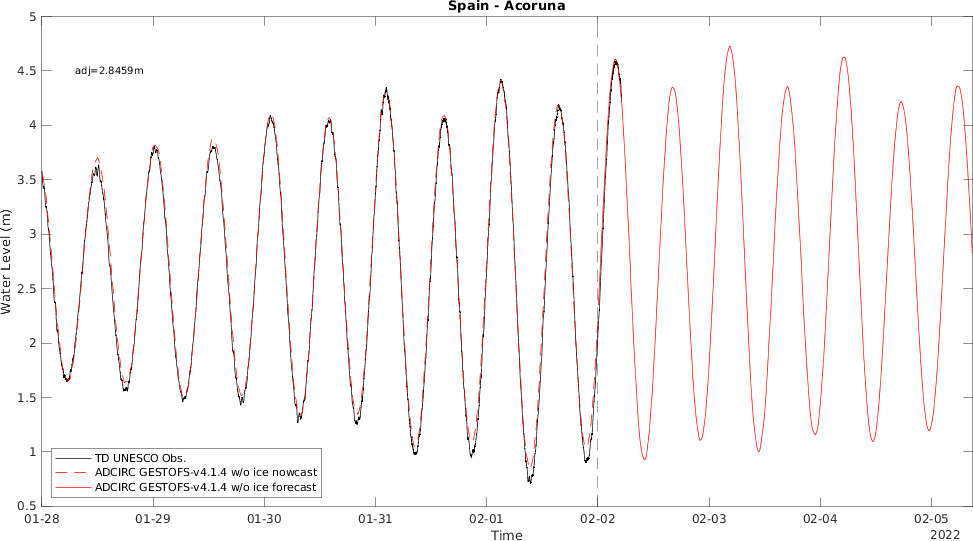 Spain - Acoruna
5
4.5
4
3.5
3
2.5
2
1.5
1
0.5
Water Level (m)
adj=2.8459m
TD UNESCO Obs.
ADCIRC GESTOFS-v4.1.4 w/o ice nowcast
ADCIRC GESTOFS-v4.1.4 w/o ice forecast
01-28 01-29 01-30 01-31 02-01 02-02 02-03 02-04 02-05
Time
2022